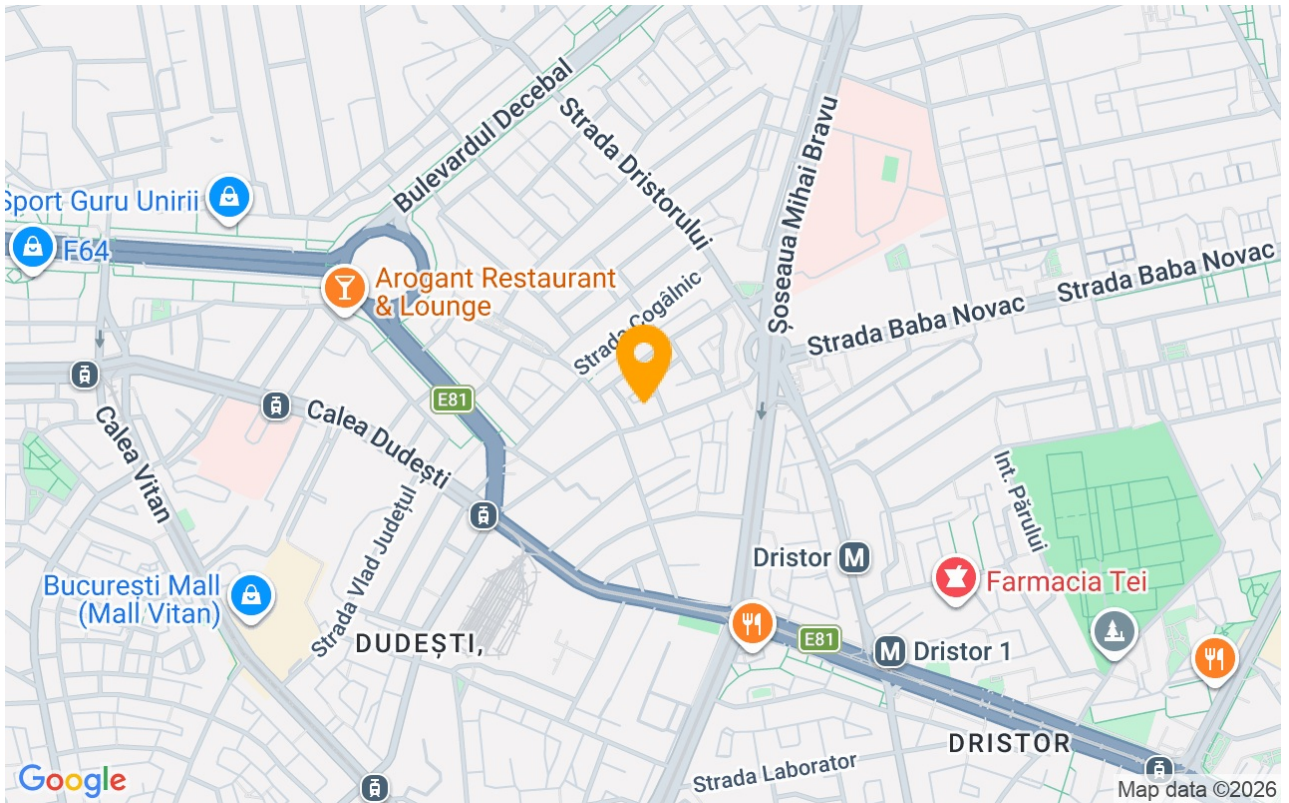 Bulevardul Decebal
Strada Dristorului
Șoseaua Mihai Bravu
Sport Guru Unirii
F64
Arogant Restaurant
& Lounge
Strada Cogâlnic
Strada Baba Novac
Strada Baba Novac
E81
Calea Dudești
Calea Vitan
Strada Vlad Județul
Int. Părului
Dristor
M
Farmacia Tei
București Mall
(Mall Vitan)
DUDEȘTI,
E81
M
Dristor 1
DRISTOR
Strada Laborator
Google
Map data ©2026